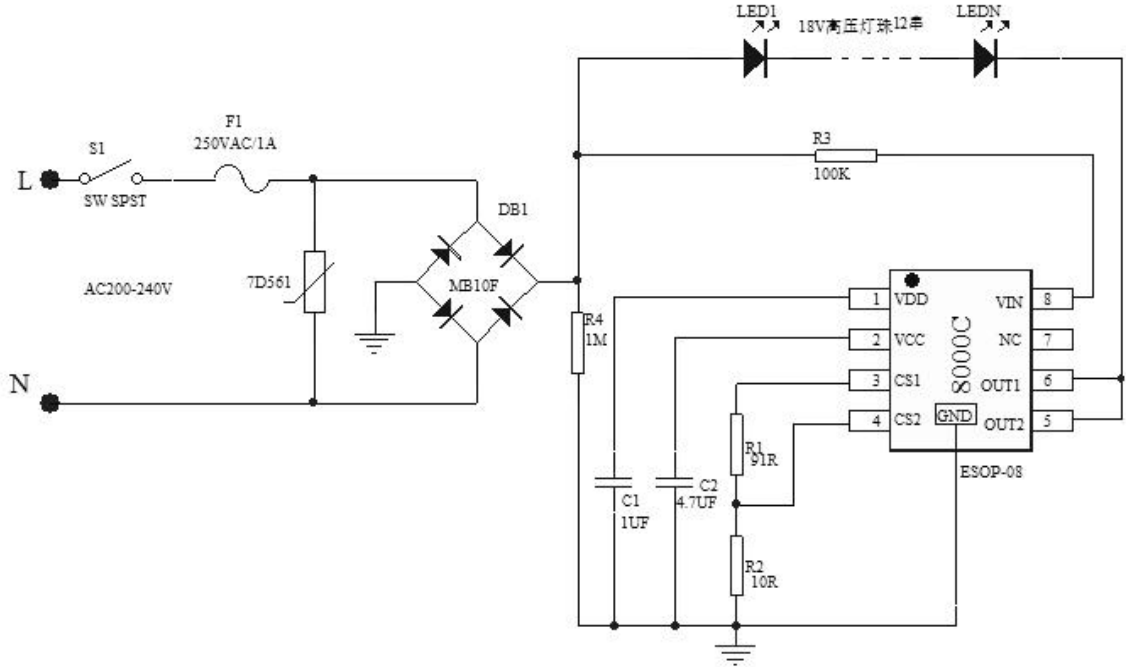 LED1
18V高压灯珠12串
LEDN
F1
250VAC/1A
S1
L
SW SPST
R3
100K
DB1
7D561
MB10F
AC200-240V
R4
1M
1
VDD
VIN
8
2
VCC
NC
7
8000C
3
CS1
OUT1
6
4
CS2
GND
OUT2
5
N
R1
91R
ESOP-08
C1
1UF
C2
4.7UF
R2
10R